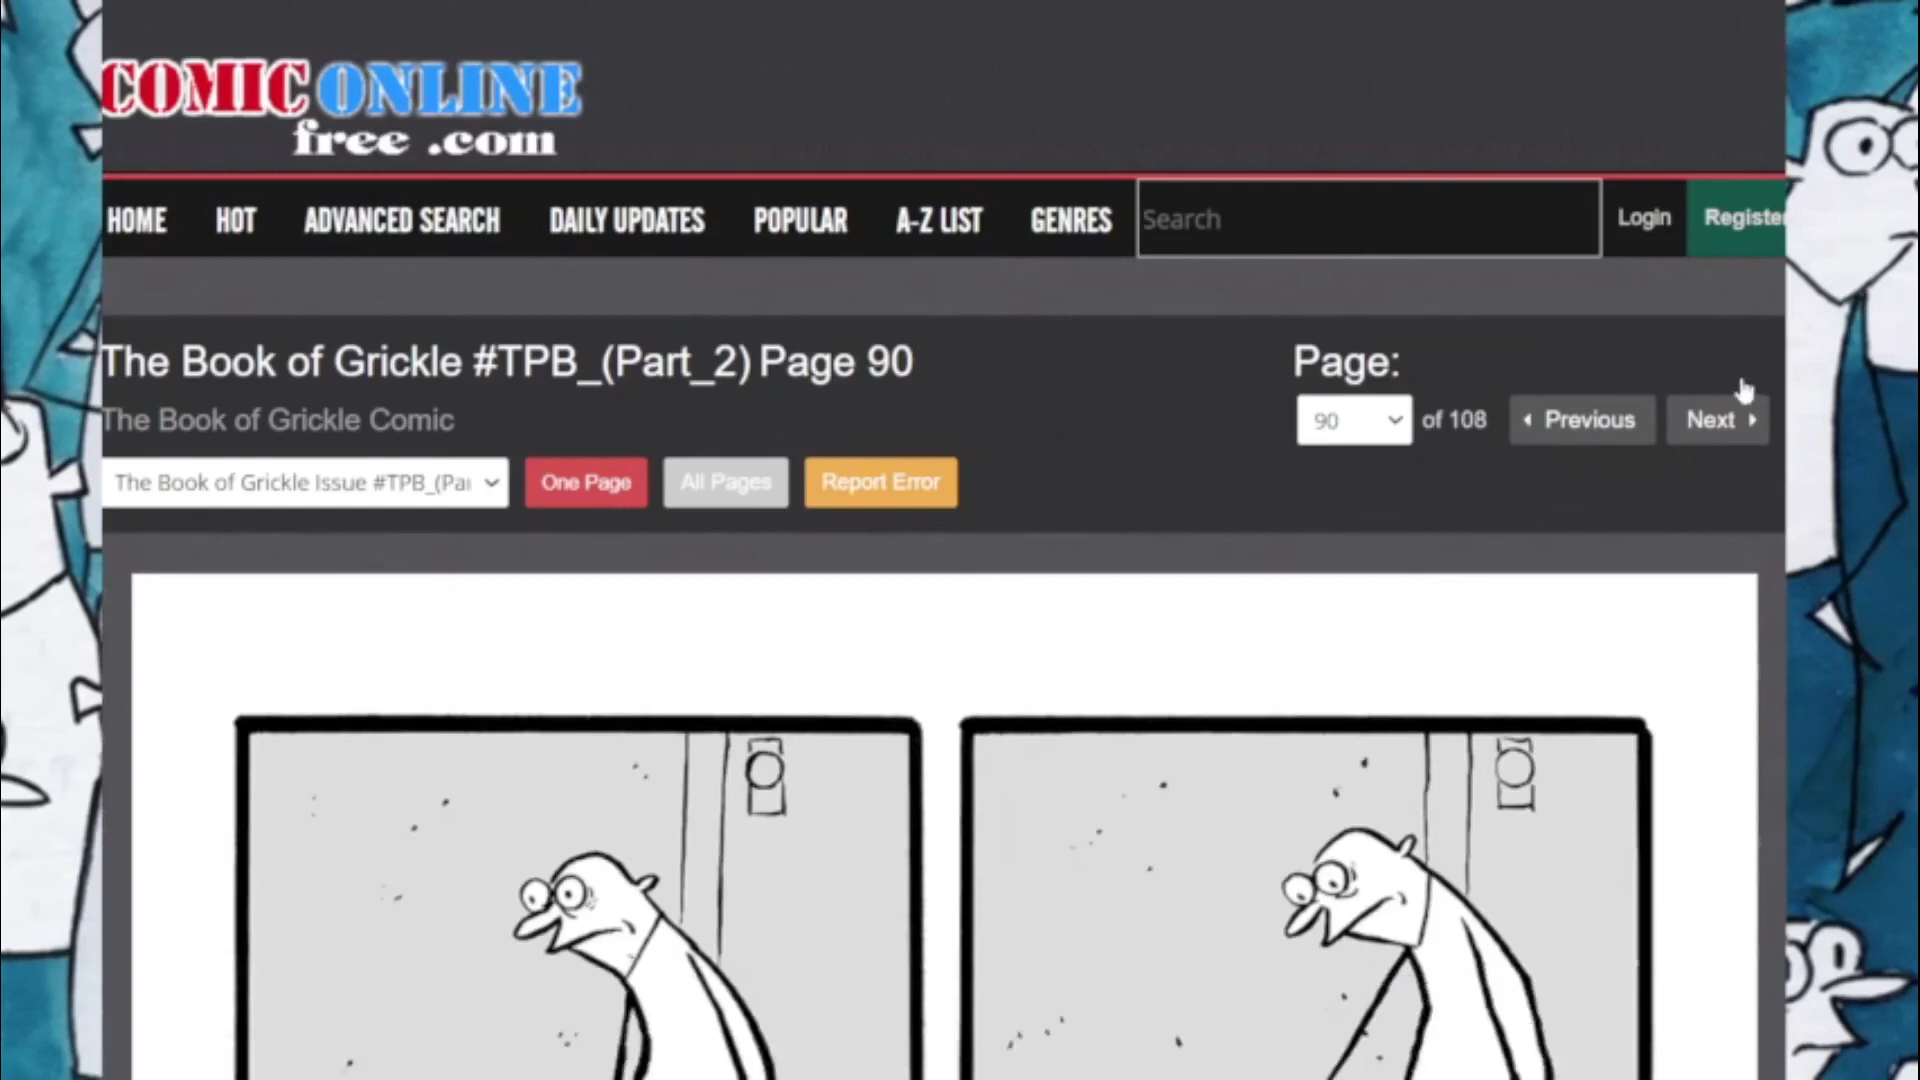 COMIC ONLINE
free .com
HOME HOT ADVANCED SEARCH DAILY UPDATES POPULAR A-Z LIST GENRES Search Login Register
The Book of Grickle #TPB_(Part_2) Page 90
Page:
The Book of Grickle Comic
90 of 108 Previous Next
The Book of Grickle Issue #TPB_(Par
One Page All Pages Report Error